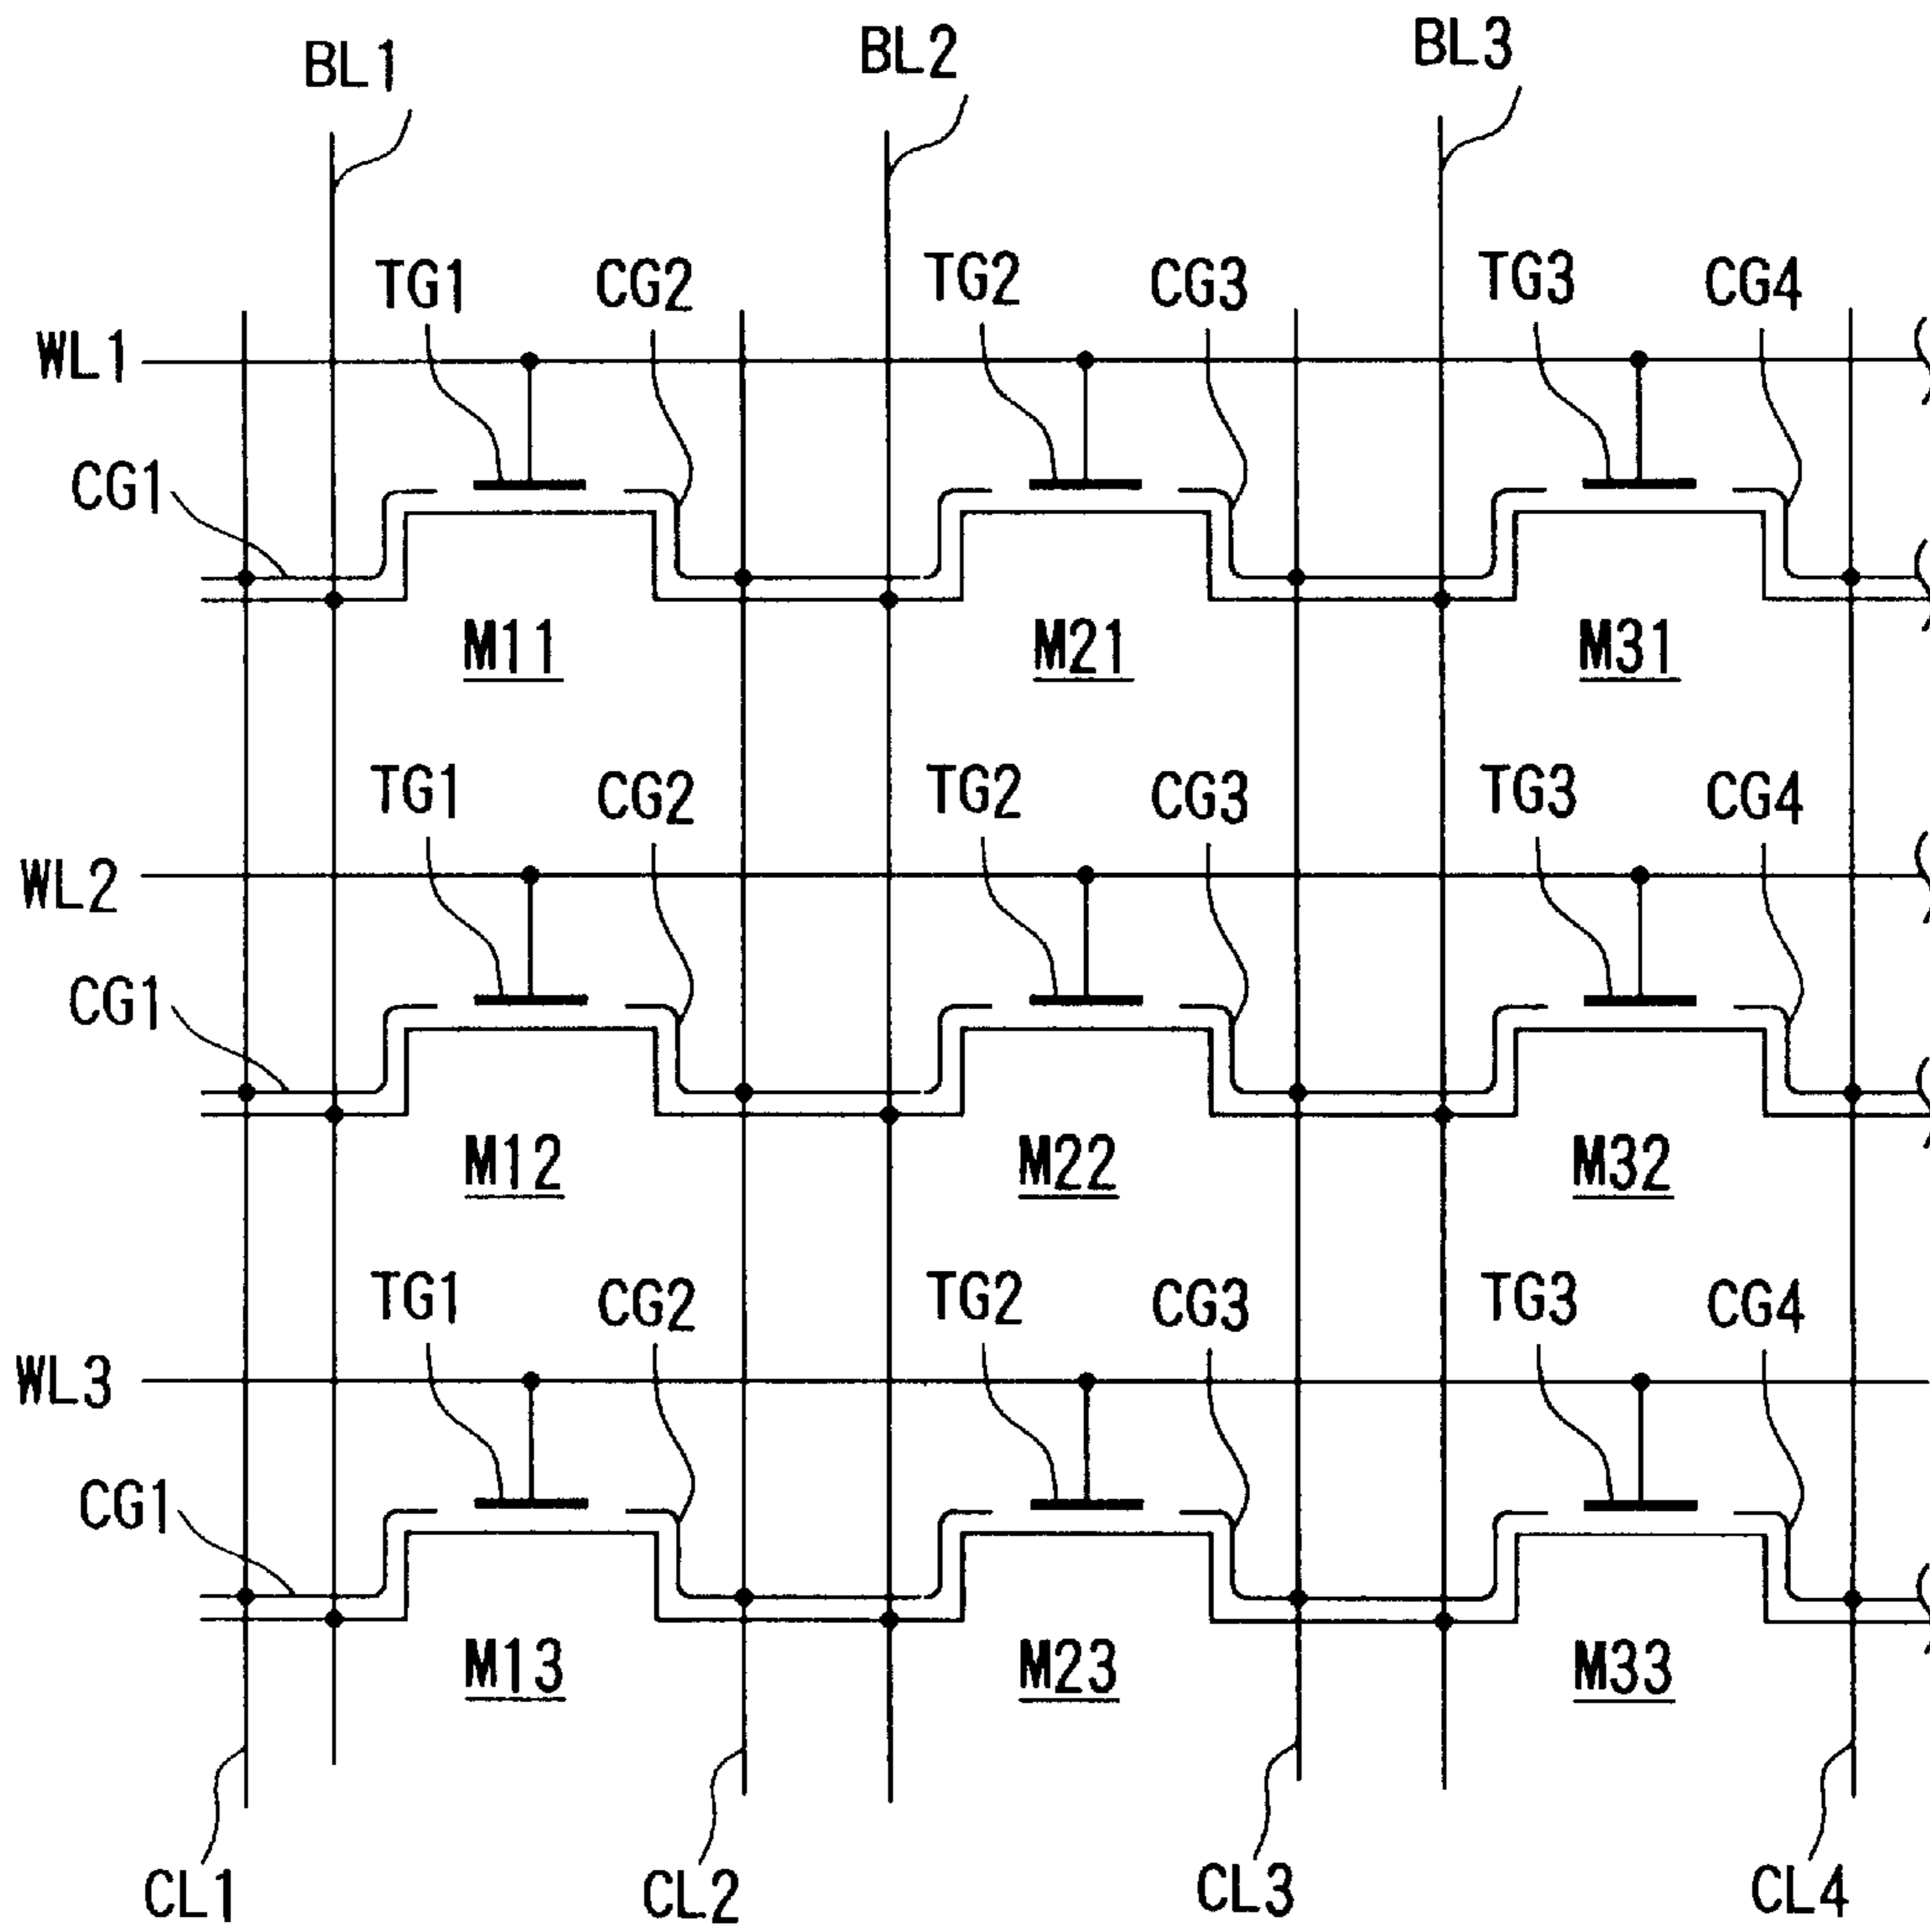 BL1 BL2 BL3
TG1 CG2 TG2 CG3 TG3 CG4
WL1
CG1
M11 M21 M31
TG1 CG2 TG2 CG3 TG3 CG4
WL2
CG1
M12 M22 M32
TG1 CG2 TG2 CG3 TG3 CG4
WL3
CG1
M13 M23 M33
CL1 CL2 CL3 CL4